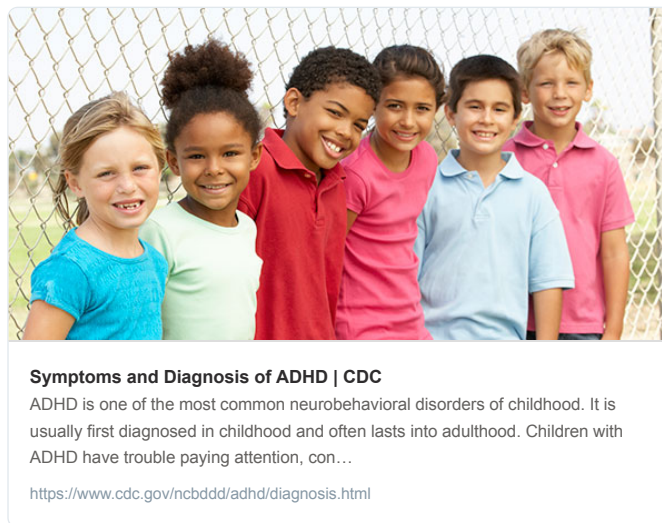 Symptoms and Diagnosis of ADHD | CDC
ADHD is one of the most common neurobehavioral disorders of childhood. It is
usually first diagnosed in childhood and often lasts into adulthood. Children with
ADHD have trouble paying attention, con…
https://www.cdc.gov/ncbddd/adhd/diagnosis.html